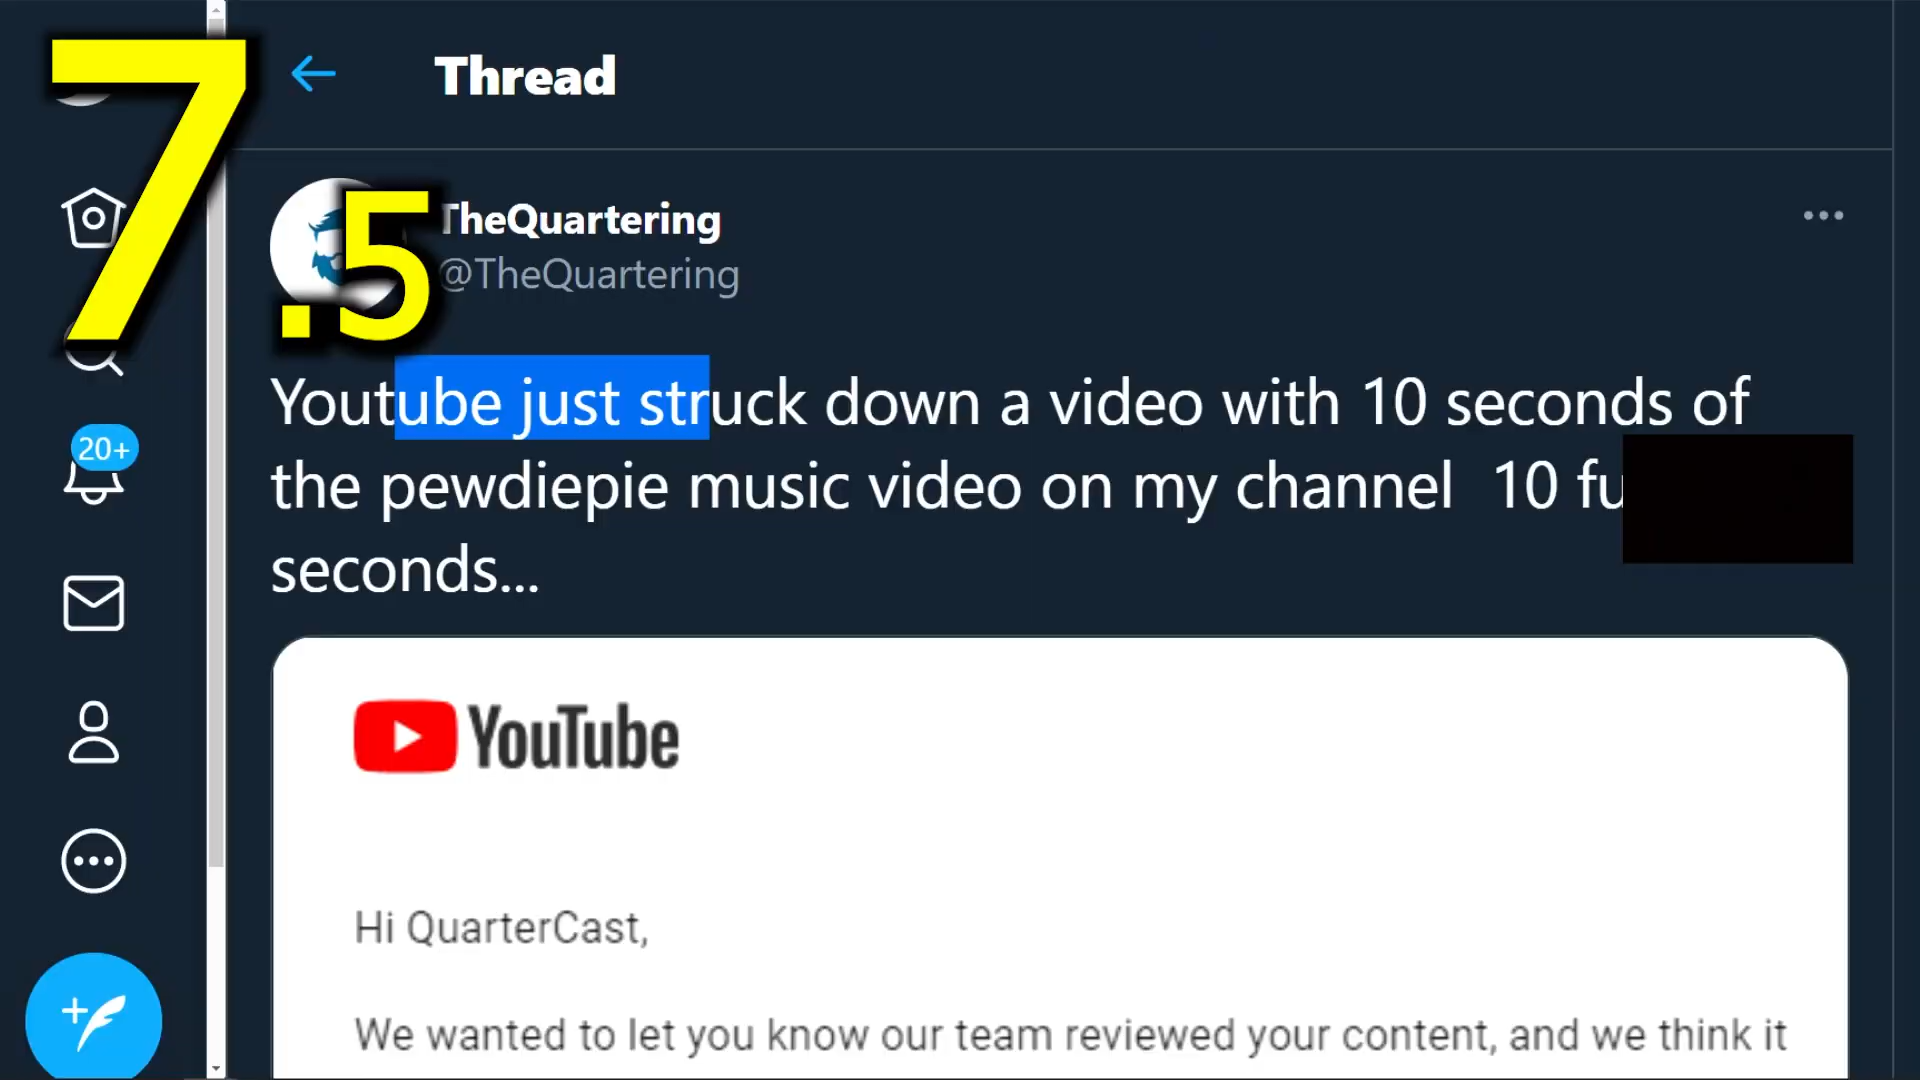 7.5
Thread
TheQuartering
@TheQuartering
Youtube just struck down a video with 10 seconds of
the pewdiepie music video on my channel 10 fu
seconds...
20+
YouTube
Hi QuarterCast,
We wanted to let you know our team reviewed your content, and we think it